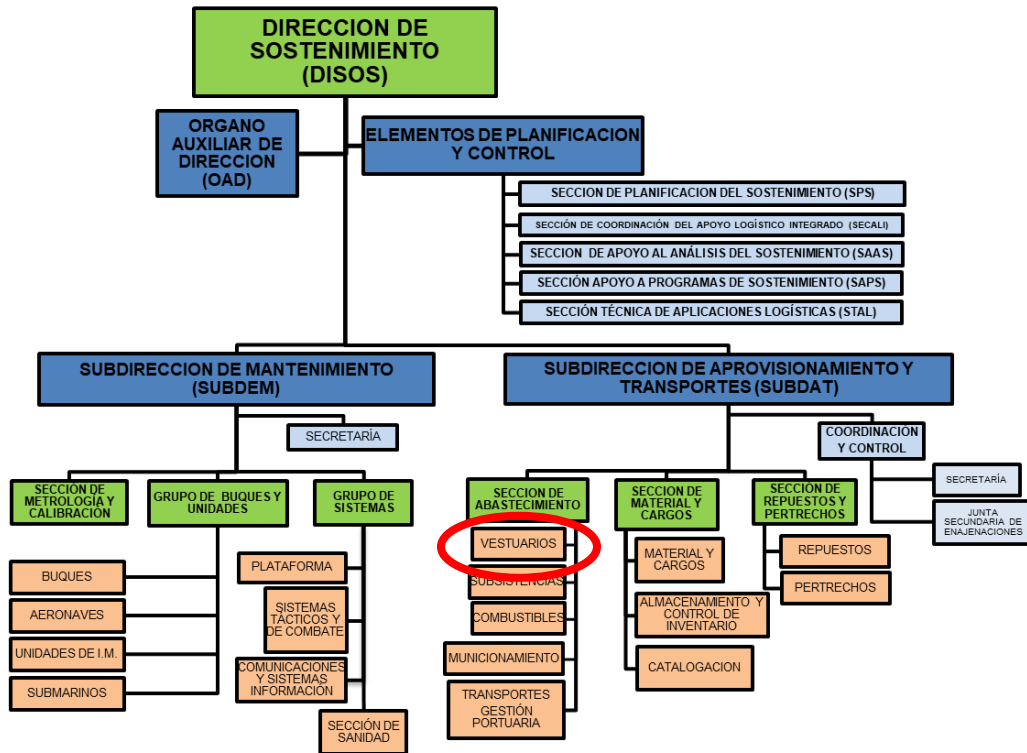 DIRECCION DE
SOSTENIMIENTO
(DISOS)
ORGANO
AUXILIAR DE
DIRECCION
(OAD)
ELEMENTOS DE PLANIFICACION
Y CONTROL
SECCION DE PLANIFICACION DEL SOSTENIMIENTO (SPS)
SECCIÓN DE COORDINACIÓN DEL APOYO LOGÍSTICO INTEGRADO (SECALI)
SECCION DE APOYO AL ANÁLISIS DEL SOSTENIMIENTO (SAAS)
SECCIÓN APOYO A PROGRAMAS DE SOSTENIMIENTO (SAPS)
SECCIÓN TÉCNICA DE APLICACIONES LOGÍSTICAS (STAL)
SUBDIRECCION DE MANTENIMIENTO
(SUBDEM)
SECRETARÍA
SECCIÓN DE
METROLOGÍA Y
CALIBRACIÓN
GRUPO DE BUQUES Y
UNIDADES
GRUPO DE
SISTEMAS
BUQUES
AERONAVES
UNIDADES DE I.M.
SUBMARINOS
PLATAFORMA
SISTEMAS
TÁCTICOS Y
DE COMBATE
COMUNICACIONES
Y SISTEMAS
INFORMACIÓN
SECCIÓN DE
SANIDAD
SUBDIRECCION DE APROVISIONAMIENTO Y
TRANSPORTES (SUBDAT)
COORDINACIÓN
Y CONTROL
SECRETARÍA
JUNTA
SECUNDARIA DE
ENAJENACIONES
SECCION DE
ABASTECIMIENTO
SECCION DE
MATERIAL Y
CARGOS
SECCION DE
REPUESTOS Y
PERTRECHOS
VESTUARIOS
SUBSISTENCIAS
COMBUSTIBLES
MUNICIONAMIENTO
TRANSPORTES
GESTIÓN
PORTUARIA
MATERIAL Y
CARGOS
ALMACENAMIENTO Y
CONTROL DE
INVENTARIO
CATALOGACION
REPUESTOS
PERTRECHOS